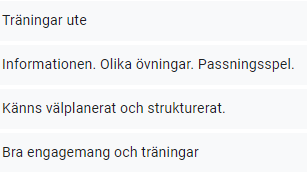 Träningar ute
Informationen. Olika övningar. Passningsspel.
Känns välplanerat och strukturerat.
Bra engagemang och träningar